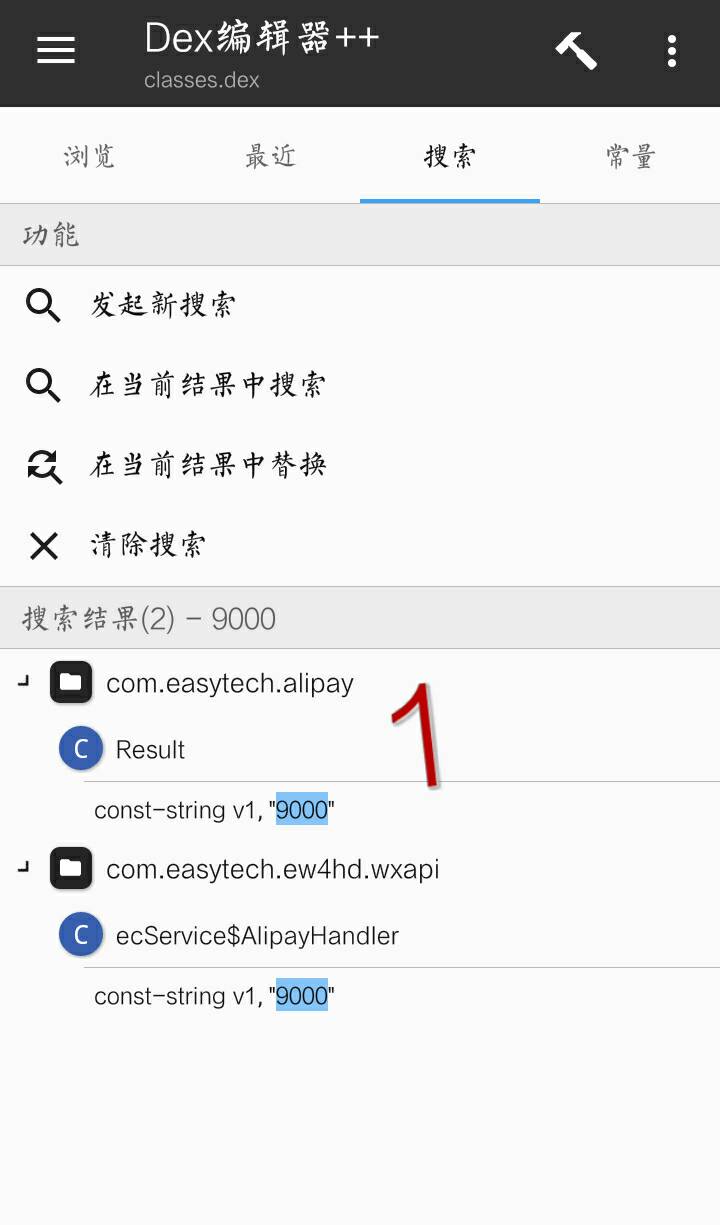 Dex编辑器++
classes.dex
浏览 最近 搜索 常量
功能
发起新搜索
在当前结果中搜索
在当前结果中替换
清除搜索
搜索结果(2) - 9000
com.easytech.alipay
1
C Result
const-string v1, "9000"
com.easytech.ew4hd.wxapi
C ecService$AlipayHandler
const-string v1, "9000"